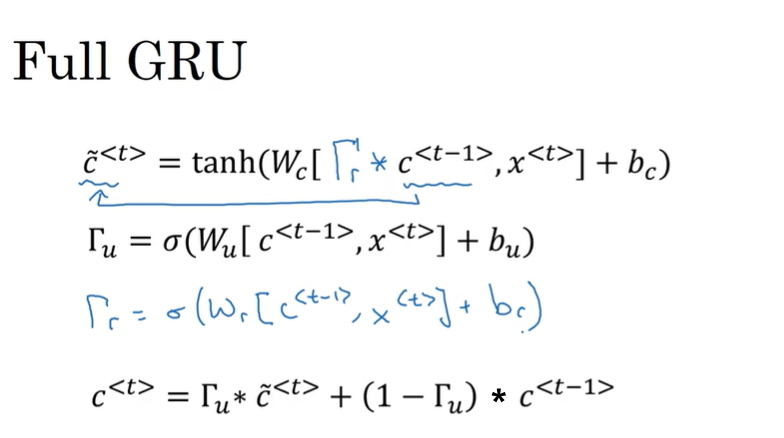 Full GRU
c̃^{<t>} = tanh(W_c[ Γ_r * c^{<t−1>}, x^{<t>}] + b_c)
Γ_u = σ(W_u[ c^{<t−1>}, x^{<t>}] + b_u)
Γ_r = σ(W_r[c^{<t−1>}, x^{<t>}] + b_r)
c^{<t>} = Γ_u * c̃^{<t>} + (1 − Γ_u) * c^{<t−1>}